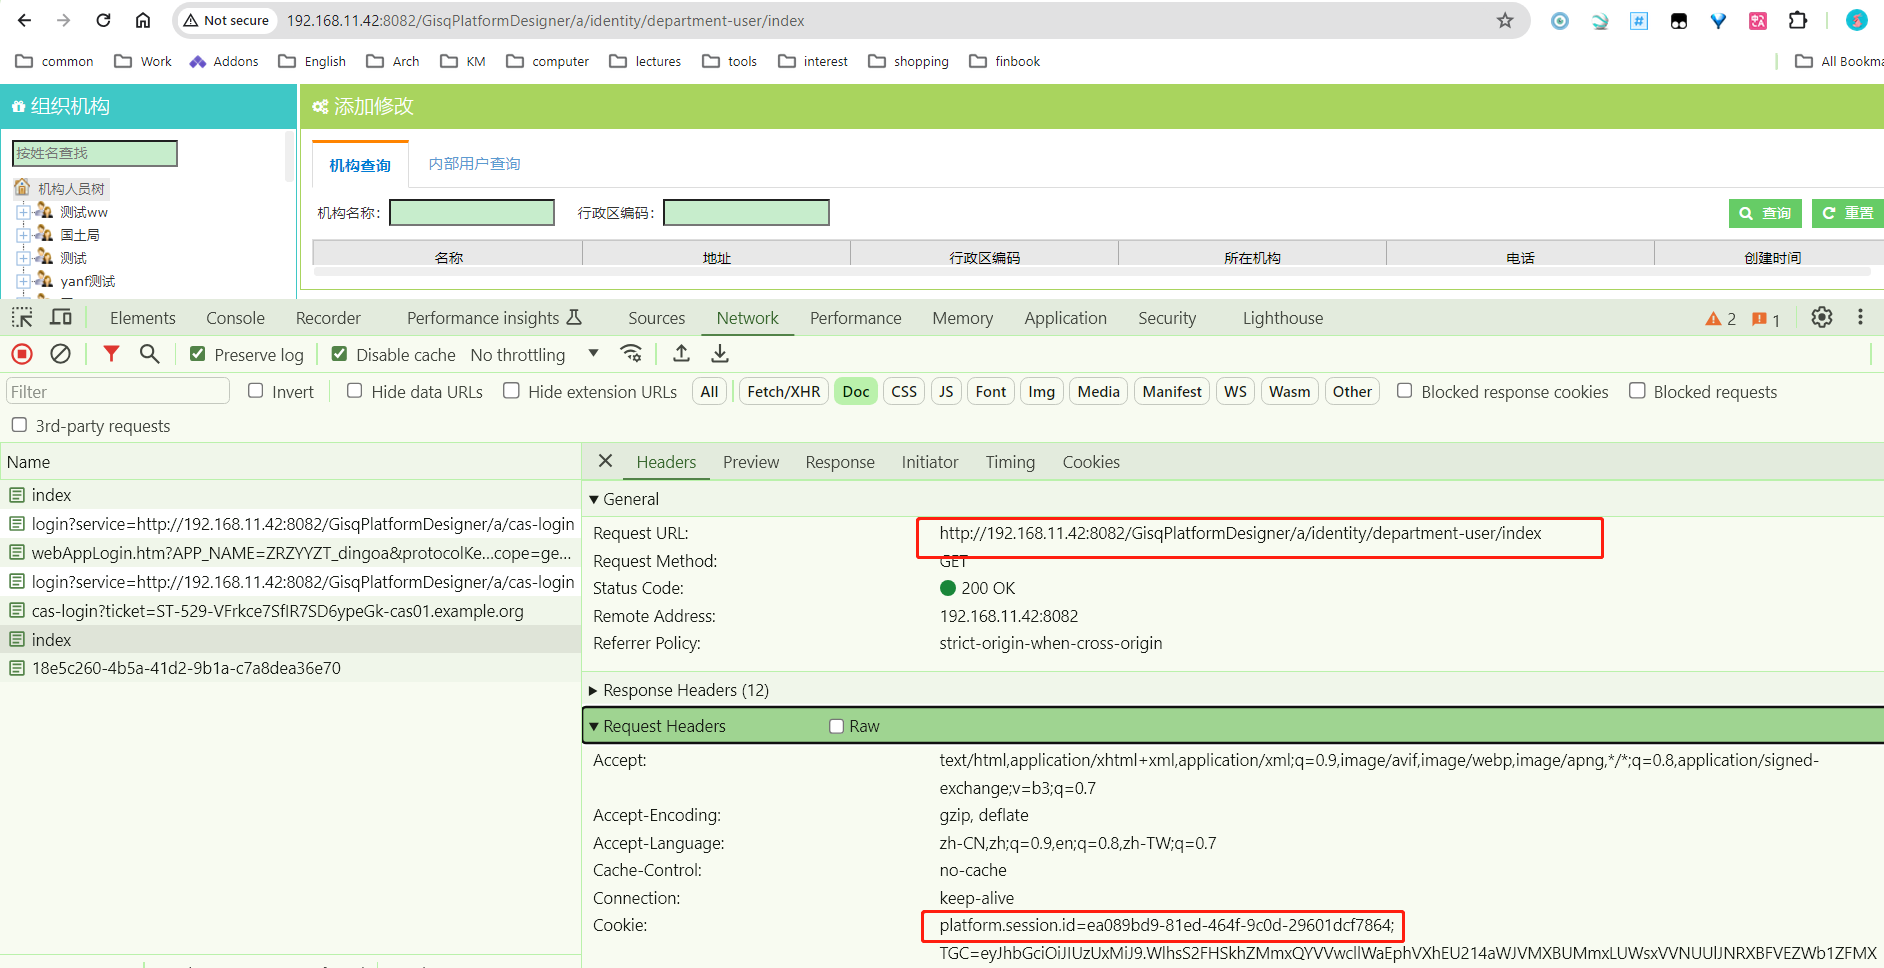 Not secure 192.168.11.42:8082/GisqPlatformDesigner/a/identity/department-user/index
common Work Addons English Arch KM computer lectures tools interest shopping finbook All Bookma
组织机构
添加修改
按姓名查找
机构查询 内部用户查询
机构人员树
测试ww
国土局
测试
yanf测试
机构名称: 行政区编码: 查询 重置
名称 地址 行政区编码 所在机构 电话 创建时间
Elements Console Recorder Performance insights Sources Network Performance Memory Application Security Lighthouse 2 1
Preserve log Disable cache No throttling
Filter Invert Hide data URLs Hide extension URLs All Fetch/XHR Doc CSS JS Font Img Media Manifest WS Wasm Other Blocked response cookies Blocked requests
3rd-party requests
Name
index
login?service=http://192.168.11.42:8082/GisqPlatformDesigner/a/cas-login
webAppLogin.htm?APP_NAME=ZRZYYZT_dingoa&protocolKe...cope=ge...
login?service=http://192.168.11.42:8082/GisqPlatformDesigner/a/cas-login
cas-login?ticket=ST-529-VFrkce7SfIR7SD6ypeGk-cas01.example.org
index
18e5c260-4b5a-41d2-9b1a-c7a8dea36e70
Headers Preview Response Initiator Timing Cookies
General
Request URL: http://192.168.11.42:8082/GisqPlatformDesigner/a/identity/department-user/index
Request Method: GET
Status Code: 200 OK
Remote Address: 192.168.11.42:8082
Referrer Policy: strict-origin-when-cross-origin
Response Headers (12)
Request Headers Raw
Accept: text/html,application/xhtml+xml,application/xml;q=0.9,image/avif,image/webp,image/apng,*/*;q=0.8,application/signed-
exchange;v=b3;q=0.7
Accept-Encoding: gzip, deflate
Accept-Language: zh-CN,zh;q=0.9,en;q=0.8,zh-TW;q=0.7
Cache-Control: no-cache
Connection: keep-alive
Cookie: platform.session.id=ea089bd9-81ed-464f-9c0d-29601dcf7864;